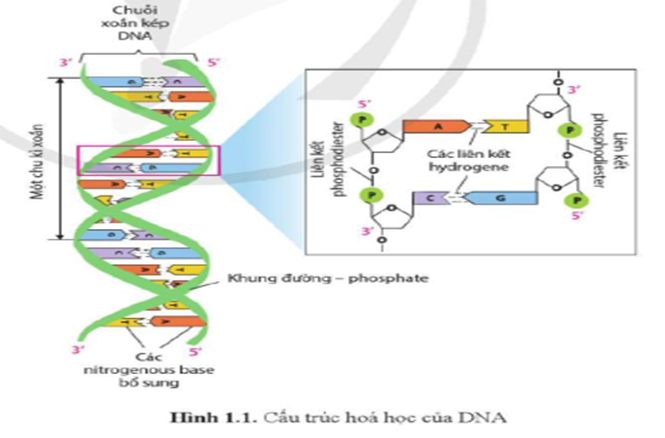 Chuỗi
xoắn kép
DNA
3’
5’
Một chu kì xoắn
3’
5’
Các
nitrogenous base
bổ sung
Khung đường – phosphate
5’
3’
P
P
A
T
Liên kết
phosphodiester
Các liên kết
hydrogene
Liên kết
phosphodiester
C
G
P
P
3’
5’
Hình 1.1. Cấu trúc hoá học của DNA